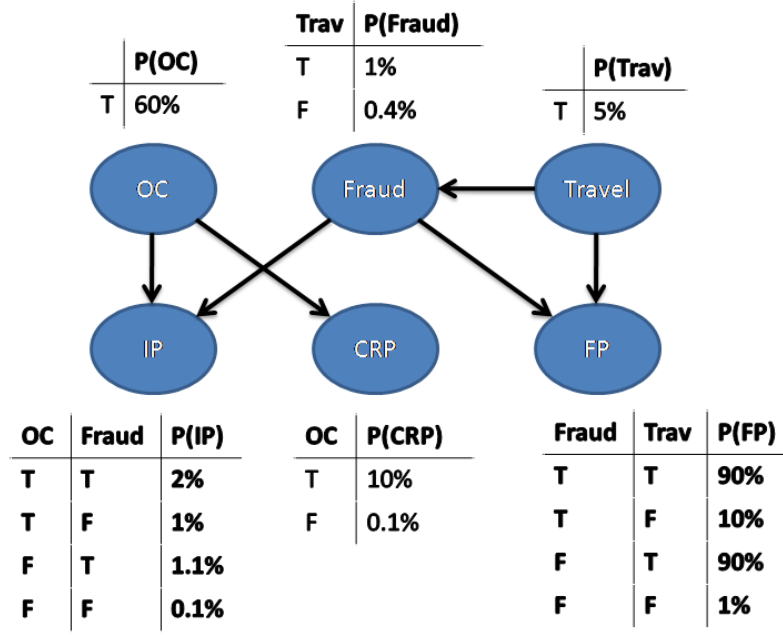 P(OC)
T 60%
Trav P(Fraud)
T 1%
F 0.4%
P(Trav)
T 5%
OC Fraud Travel
IP CRP FP
OC Fraud P(IP)
T T 2%
T F 1%
F T 1.1%
F F 0.1%
OC P(CRP)
T 10%
F 0.1%
Fraud Trav P(FP)
T T 90%
T F 10%
F T 90%
F F 1%